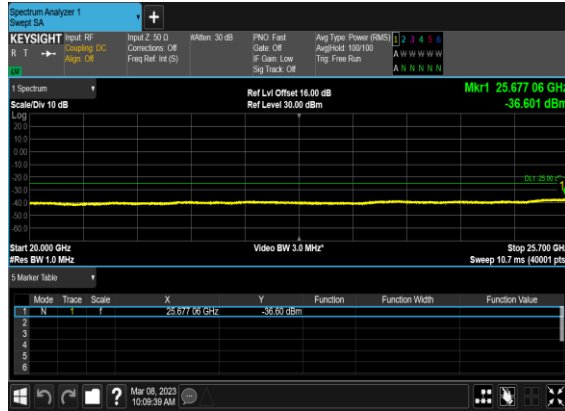 Spectrum Analyzer 1
Swept SA
KEYSIGHT Input: RF Input Z: 50 Ω #Atten: 30 dB PNO: Fast Avg Type: Power (RMS) 1 2 3 4 5 6
R T Coupling: DC Corrections: Off Gate: Off Avg|Hold: 100/100 A W W W W W
Align: Off Freq Ref: Int (S) IF Gain: Low Trig: Free Run
Sig Track: Off A N N N N N
1 Spectrum
Ref Lvl Offset 16.00 dB Mkr1 25.677 06 GHz
Scale/Div 10 dB Ref Level 30.00 dBm -36.601 dBm
Log
20.0
10.0
0.00
-10.0
-20.0
DL1 -25.00
-30.0
1
-40.0
-50.0
-60.0
Start 20.000 GHz Video BW 3.0 MHz* Stop 25.700 GHz
#Res BW 1.0 MHz Sweep 10.7 ms (40001 pts
5 Marker Table
Mode Trace Scale X Y Function Function Width Function Value
1 N 1 f 25.677 06 GHz -36.60 dBm
2
3
4
5
6
? Mar 08, 2023
10:09:39 AM